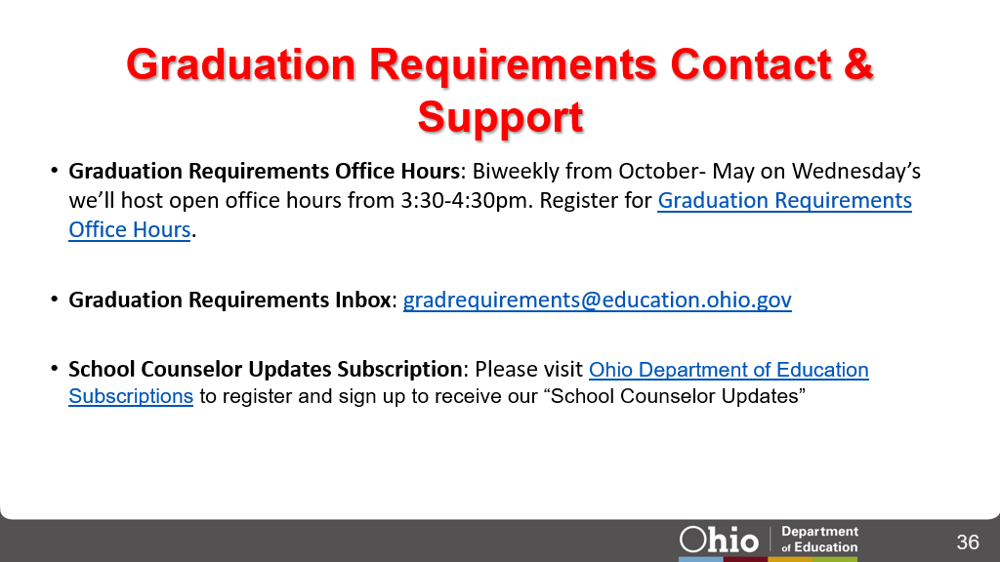 Graduation Requirements Contact &
Support
• Graduation Requirements Office Hours: Biweekly from October- May on Wednesday’s
we’ll host open office hours from 3:30-4:30pm. Register for Graduation Requirements
Office Hours.
• Graduation Requirements Inbox: gradrequirements@education.ohio.gov
• School Counselor Updates Subscription: Please visit Ohio Department of Education
Subscriptions to register and sign up to receive our “School Counselor Updates”
Ohio
Department
of Education
36